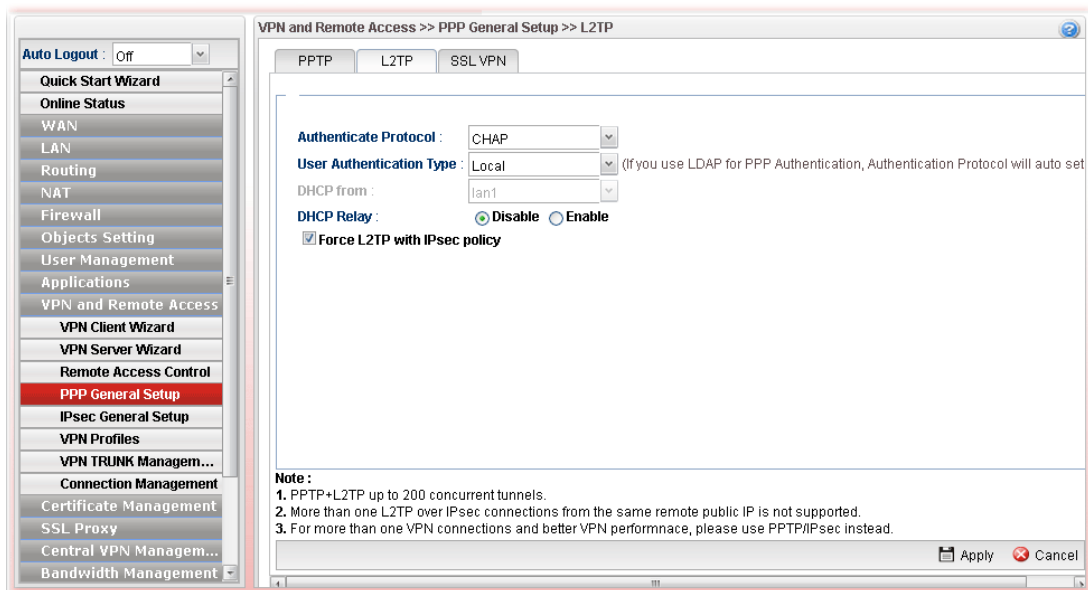 VPN and Remote Access >> PPP General Setup >> L2TP
Auto Logout : Off
Quick Start Wizard
Online Status
WAN
LAN
Routing
NAT
Firewall
Objects Setting
User Management
Applications
VPN and Remote Access
VPN Client Wizard
VPN Server Wizard
Remote Access Control
PPP General Setup
IPsec General Setup
VPN Profiles
VPN TRUNK Managem...
Connection Management
Certificate Management
SSL Proxy
Central VPN Managem...
Bandwidth Management
PPTP L2TP SSL VPN
Authenticate Protocol : CHAP
User Authentication Type : Local (If you use LDAP for PPP Authentication, Authentication Protocol will auto set
DHCP from : lan1
DHCP Relay : Disable Enable
Force L2TP with IPsec policy
Note :
1. PPTP+L2TP up to 200 concurrent tunnels.
2. More than one L2TP over IPsec connections from the same remote public IP is not supported.
3. For more than one VPN connections and better VPN performnace, please use PPTP/IPsec instead.
Apply Cancel